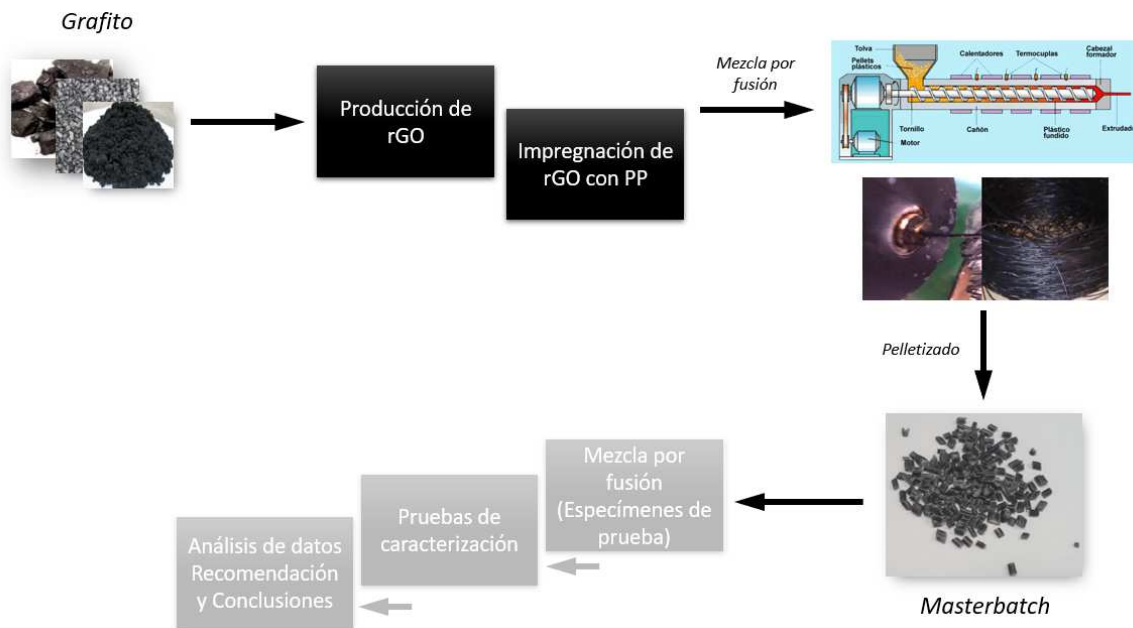 Grafito
Producción de
rGO
Impregnación de
rGO con PP
Mezcla por
fusión
Tolva
Pellets
plásticos
Calentadores
Termocuplas
Cabezal
formador
Tornillo
Motor
Cañón
Plástico
fundido
Extrudado
Pelletizado
Masterbatch
Mezcla por
fusión
(Especímenes de
prueba)
Pruebas de
caracterización
Análisis de datos
Recomendación
y Conclusiones